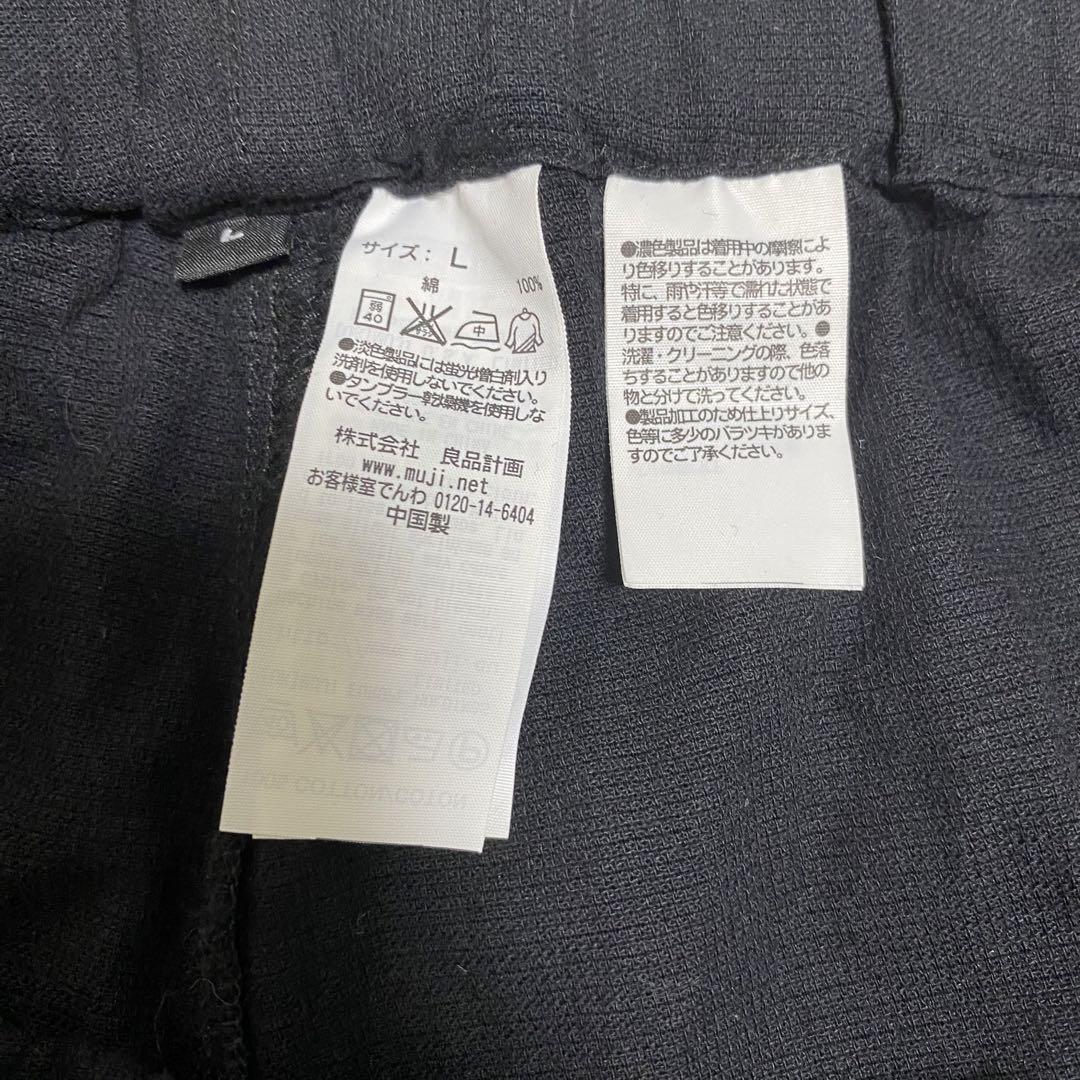 L
サイズ: L
綿 100%
弱
40
エンソ
サラシ
中
●淡色製品には蛍光増白剤入り
洗剤を使用しないでください。
●タンブラー乾燥機を使用しな
いでください。
株式会社 良品計画
www.muji.net
お客様室でんわ 0120-14-6404
中国製
●濃色製品は着用中の摩察によ
り色移りすることがあります。
特に、雨や汗等で濡れた状態で
着用すると色移りすることがあ
りますのでご注意ください。●
洗濯・クリーニングの際、色落
ちすることがありますので他の
物と分けて洗ってください。
●製品加工のため仕上りサイズ、
色等に多少のバラツキがありま
すのでご了承ください。